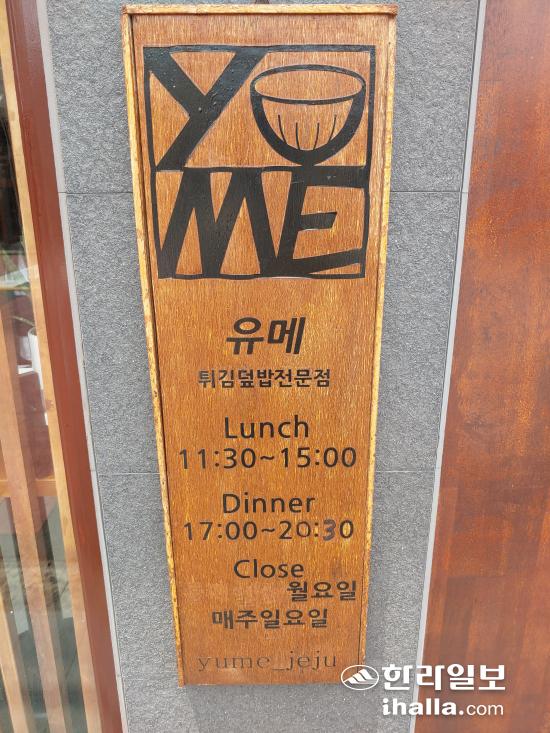 YUME
유메
튀김덮밥전문점
Lunch
11:30~15:00
Dinner
17:00~20:30
Close
월요일
매주일요일
yume_jeju
한라일보
ihalla.com